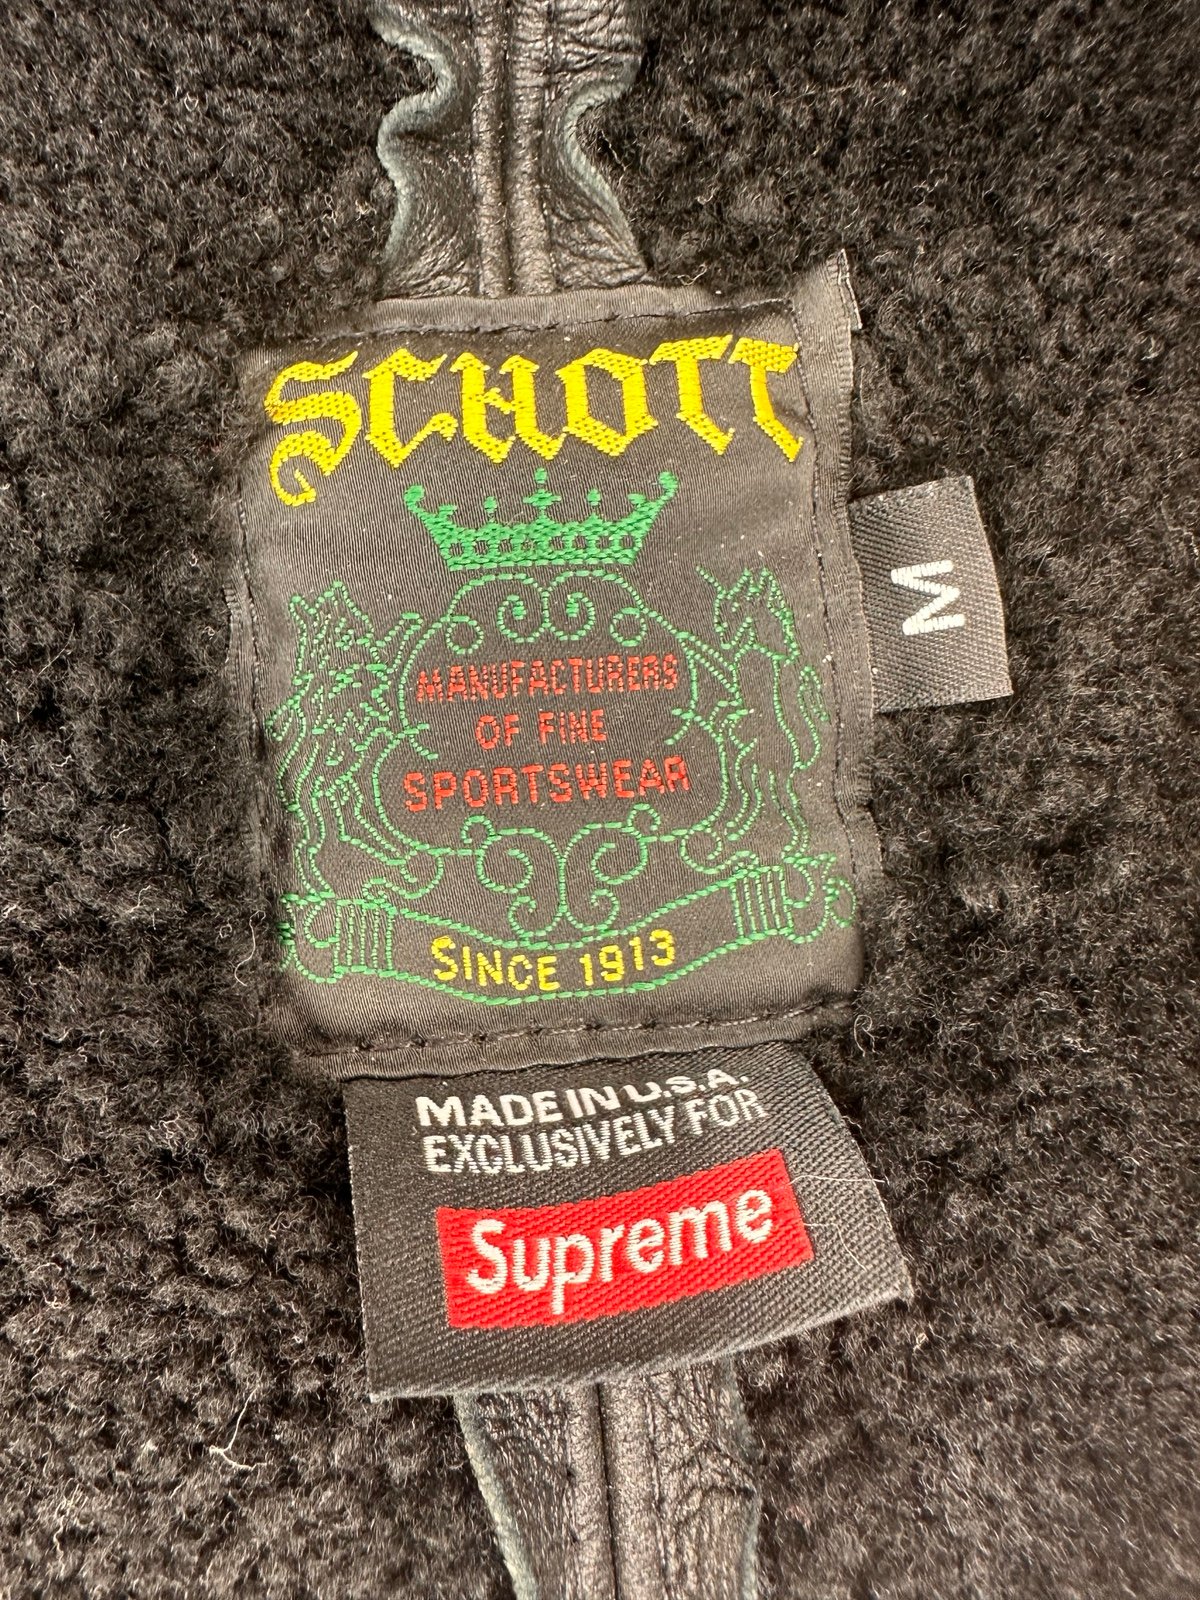 SCHOTT
MANUFACTURERS
OF FINE
SPORTSWEAR
SINCE 1913
M
MADE IN U.S.A.
EXCLUSIVELY FOR
Supreme